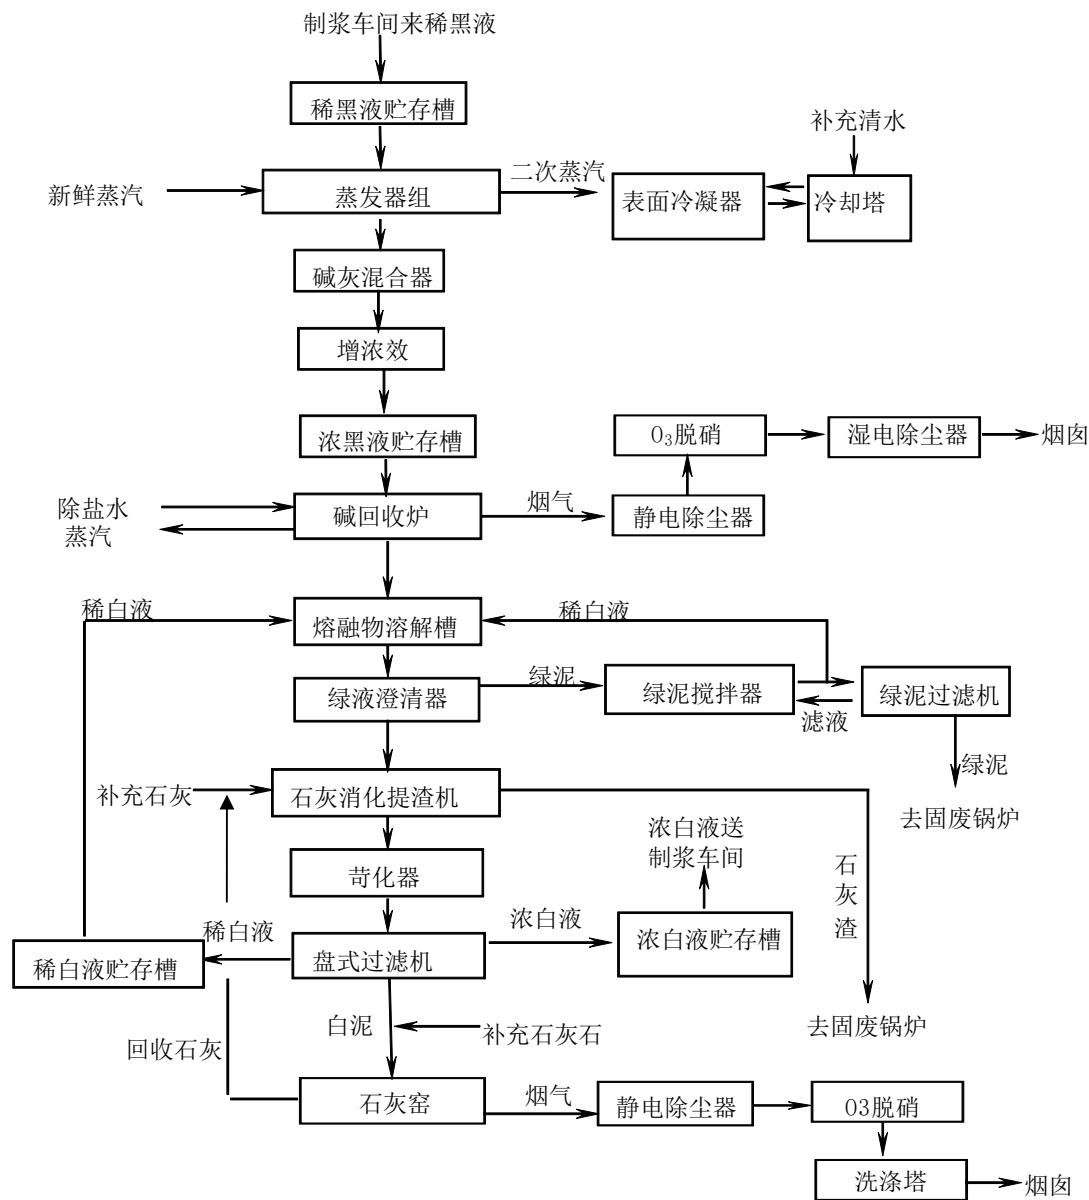 制浆车间来稀黑液
稀黑液贮存槽
补充清水
新鲜蒸汽
蒸发器组
二次蒸汽
表面冷凝器
冷却塔
碱灰混合器
增浓效
浓黑液贮存槽
O₃脱硝
湿电除尘器
烟囱
除盐水
蒸汽
碱回收炉
烟气
静电除尘器
稀白液
熔融物溶解槽
稀白液
绿液澄清器
绿泥
绿泥搅拌器
滤液
绿泥过滤机
绿泥
去固废锅炉
补充石灰
石灰消化提渣机
浓白液送
制浆车间
石灰渣
苛化器
稀白液
浓白液
浓白液贮存槽
稀白液贮存槽
盘式过滤机
去固废锅炉
白泥
补充石灰石
回收石灰
石灰窑
烟气
静电除尘器
O3脱硝
洗涤塔
烟囱